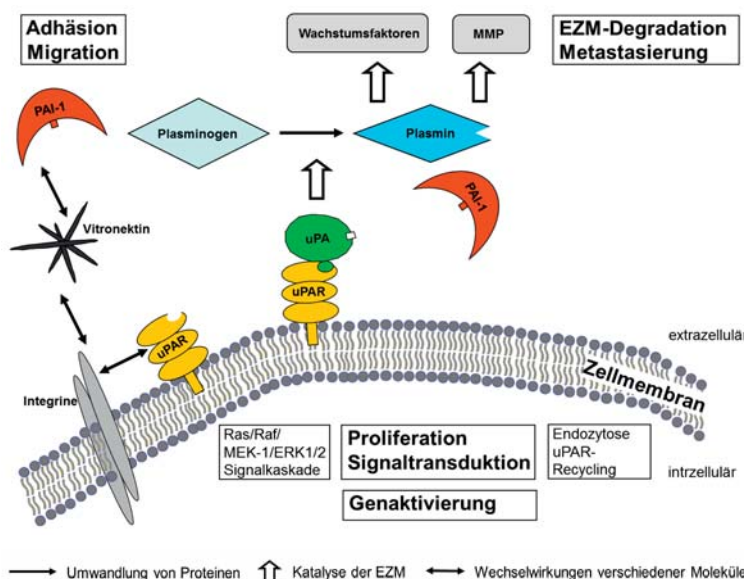 Adhäsion
Migration
Wachstumsfaktoren
MMP
EZM-Degradation
Metastasierung
PAI-1
Plasminogen
Plasmin
PAI-1
Vitronektin
uPA
uPAR
uPAR
extrazellulär
Zellmembran
Integrine
Ras/Raf/
MEK-1/ERK1/2
Signalkaskade
Proliferation
Signaltransduktion
Endozytose
uPAR-
Recycling
intrzellulär
Genaktivierung
Umwandlung von Proteinen
Katalyse der EZM
Wechselwirkungen verschiedener Moleküle